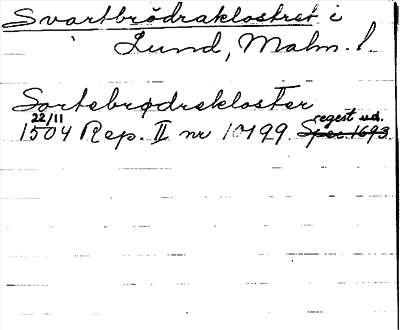 Svartbrödraklostret i
Lund, Malm. l.
Sortebrødrekloster
22/11 regest ud.
1504 Rep. II nr 10199. Spec. 1693.